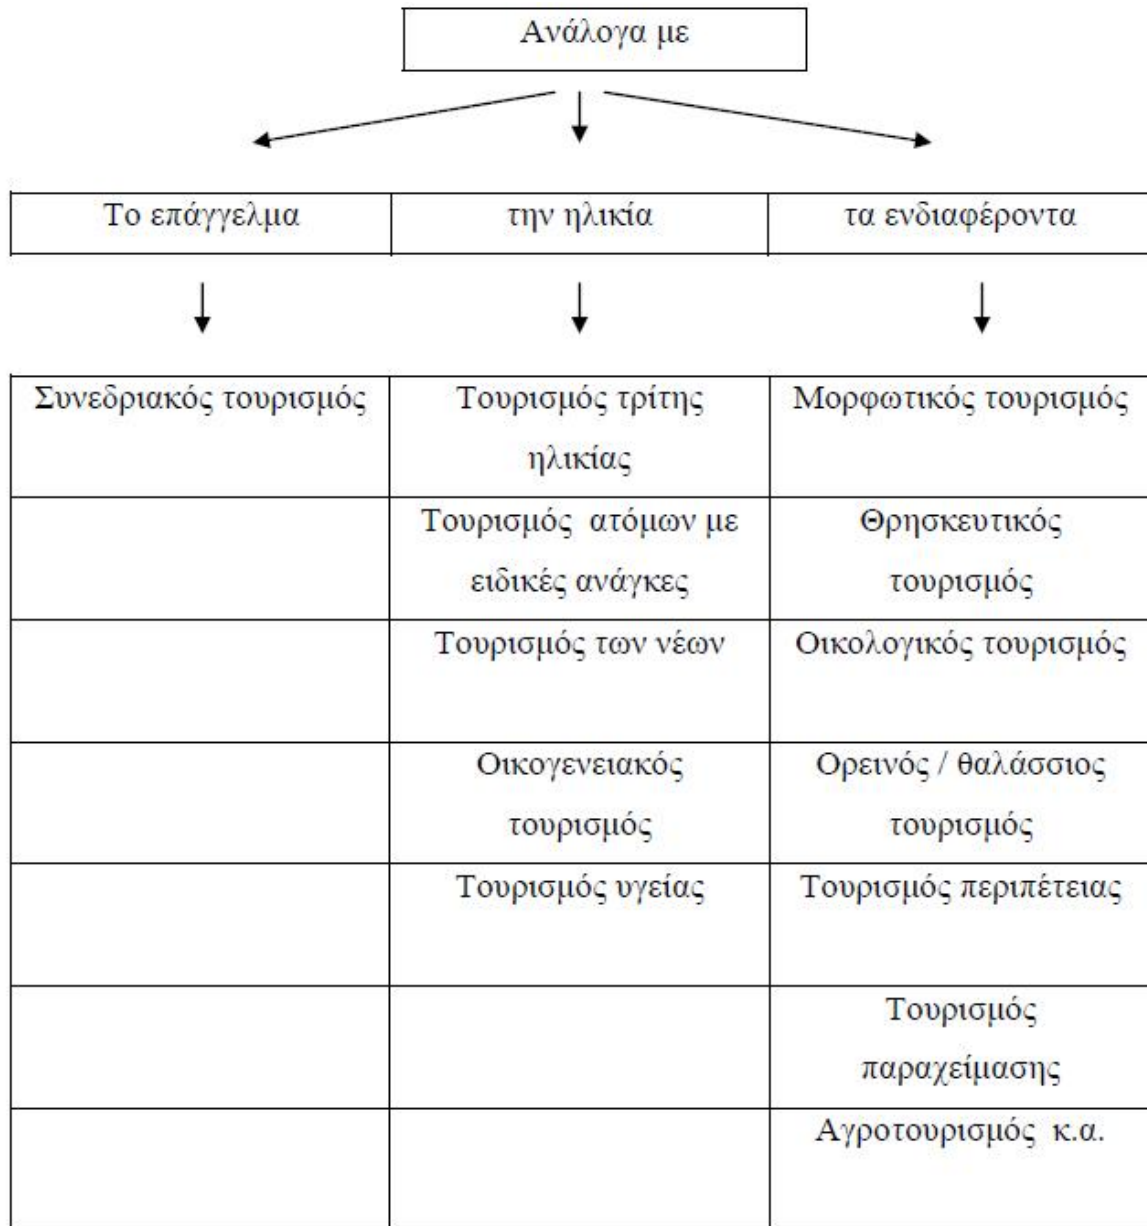 Ανάλογα με
Το επάγγελμα
την ηλικία
τα ενδιαφέροντα
Συνεδριακός τουρισμός
Τουρισμός τρίτης
ηλικίας
Μορφωτικός τουρισμός
Τουρισμός ατόμων με
ειδικές ανάγκες
Θρησκευτικός
τουρισμός
Τουρισμός των νέων
Οικολογικός τουρισμός
Οικογενειακός
τουρισμός
Ορεινός / θαλάσσιος
τουρισμός
Τουρισμός υγείας
Τουρισμός περιπέτειας
Τουρισμός
παραχείμασης
Αγροτουρισμός κ.α.